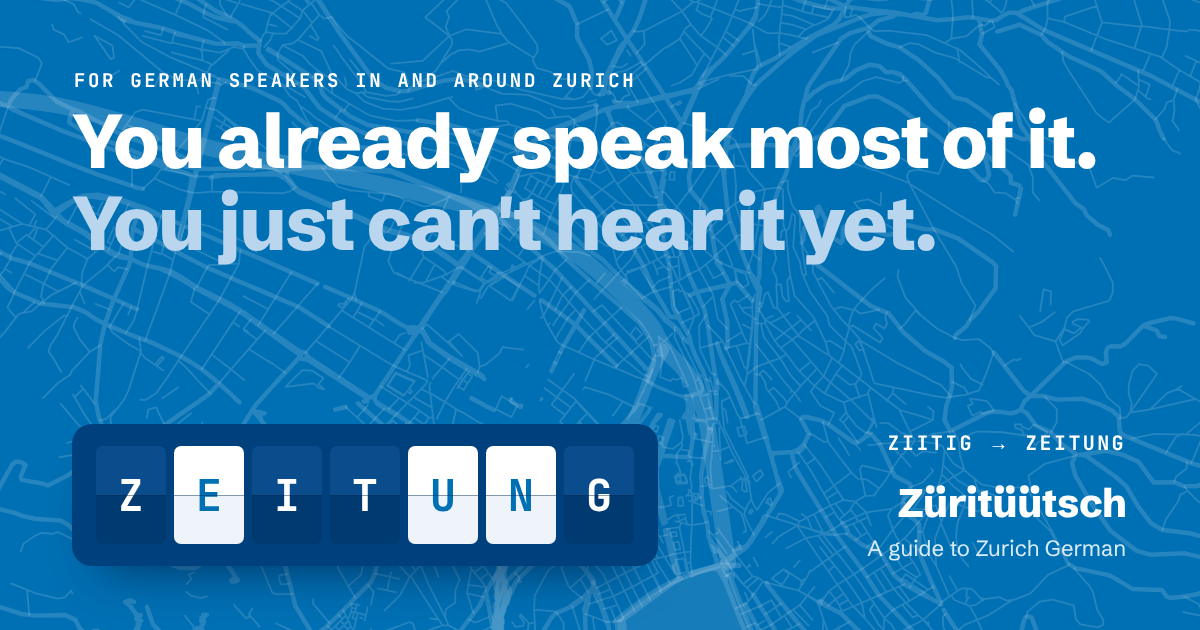 FOR GERMAN SPEAKERS IN AND AROUND ZURICH
You already speak most of it.
You just can't hear it yet.
ZEITUNG
ZIITIG → ZEITUNG
Züritüütsch
A guide to Zurich German